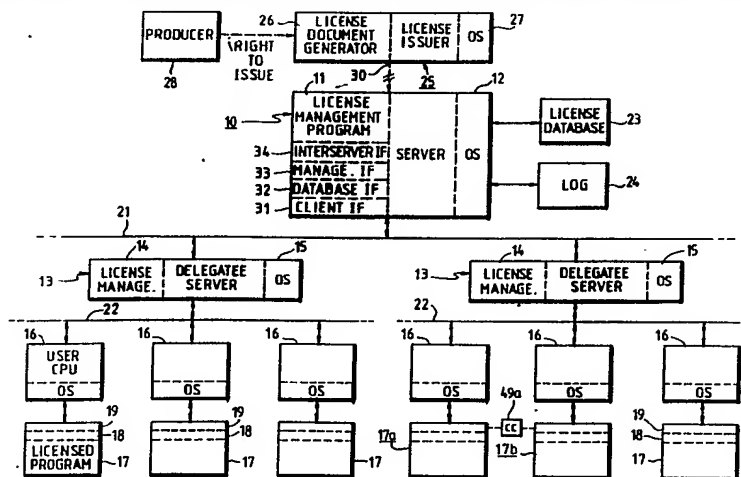 26 LICENSE DOCUMENT GENERATOR LICENSE ISSUER OS 27
PRODUCER
28
RIGHT TO ISSUE
30
25
11
12
10
LICENSE MANAGEMENT PROGRAM
34 INTERSERVER IF
33 MANAGE. IF
32 DATABASE IF
31 CLIENT IF
SERVER
OS
LICENSE DATABASE 23
LOG 24
21
14 15 14 15
13 LICENSE MANAGE. DELEGATEE SERVER OS
13 LICENSE MANAGE. DELEGATEE SERVER OS
22 22
16 16 16 16 16 16
USER CPU
OS OS OS OS OS OS
19 19 49a 19
18 18 17a CC 17b 18
LICENSED PROGRAM 17 17 17 17